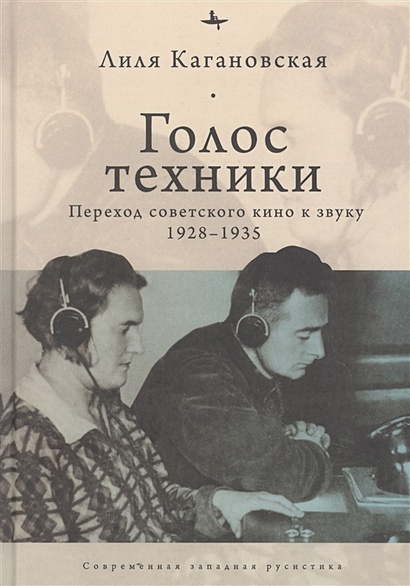 Лиля Кагановская
Голос
техники
Переход советского кино к звуку
1928–1935
Современная западная русистика